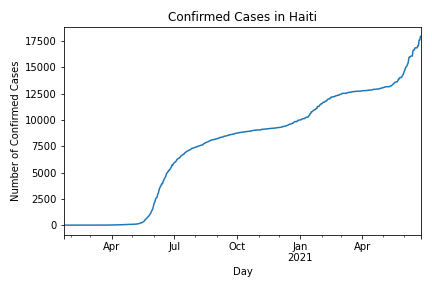 Confirmed Cases in Haiti
17500
15000
12500
10000
7500
5000
2500
0
Number of Confirmed Cases
Apr Jul Oct Jan Apr
2021
Day